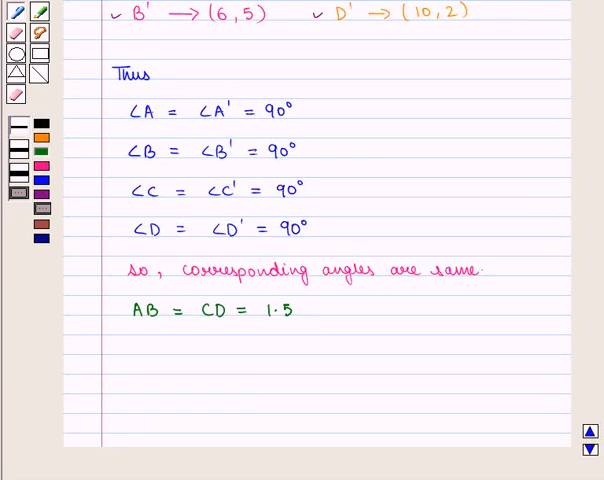 ✓ B' → (6, 5) ✓ D' → (10, 2)
Thus
∠A = ∠A' = 90°
∠B = ∠B' = 90°
∠C = ∠C' = 90°
∠D = ∠D' = 90°
so, corresponding angles are same.
AB = CD = 1.5